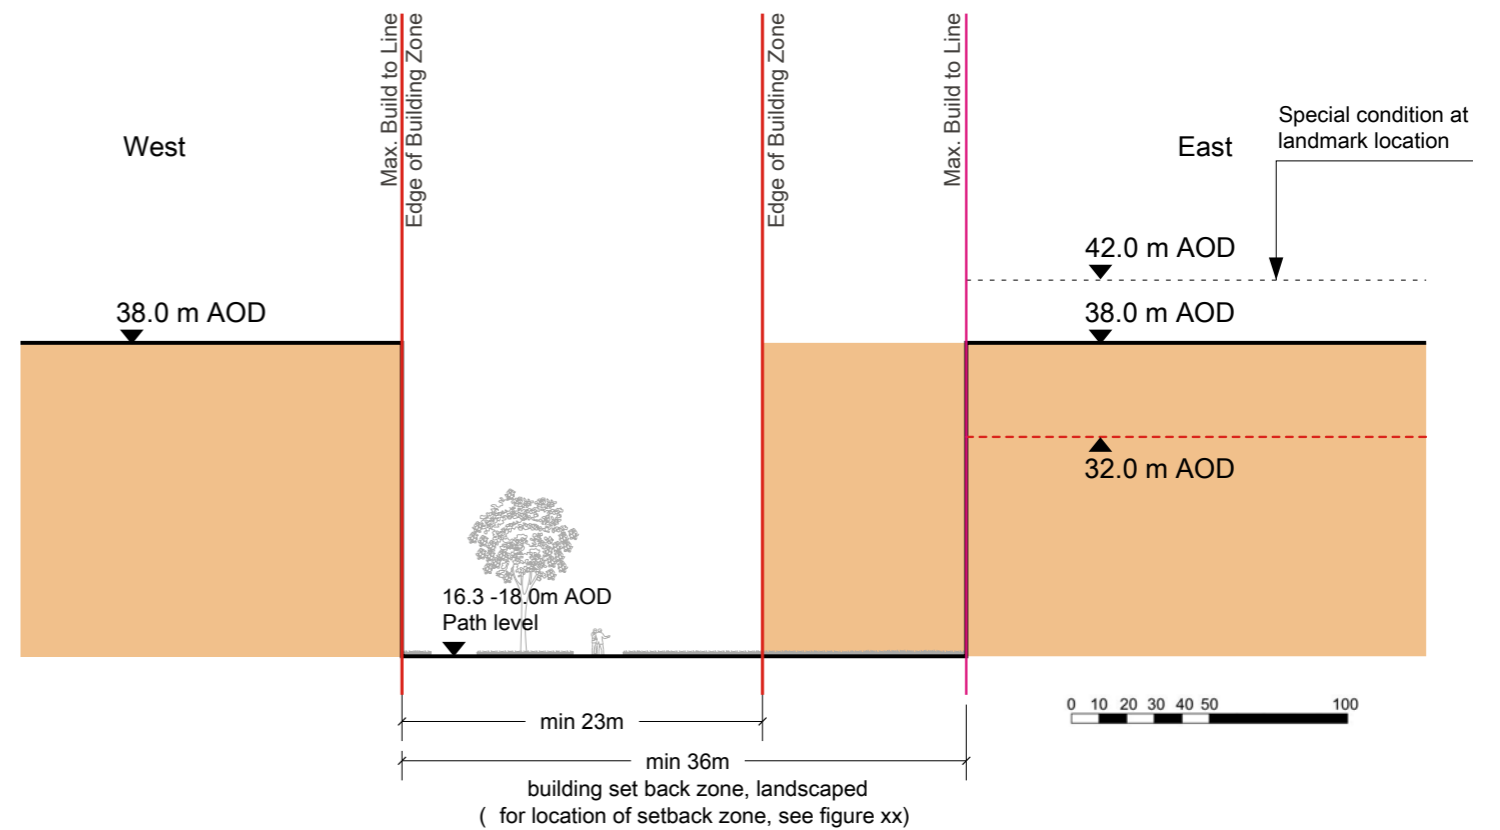 Max. Build to Line
Edge of Building Zone
Edge of Building Zone
Max. Build to Line
West
East
Special condition at
landmark location
42.0 m AOD
38.0 m AOD
38.0 m AOD
32.0 m AOD
16.3 -18.0m AOD
Path level
0 10 20 30 40 50 100
min 23m
min 36m
building set back zone, landscaped
( for location of setback zone, see figure xx)